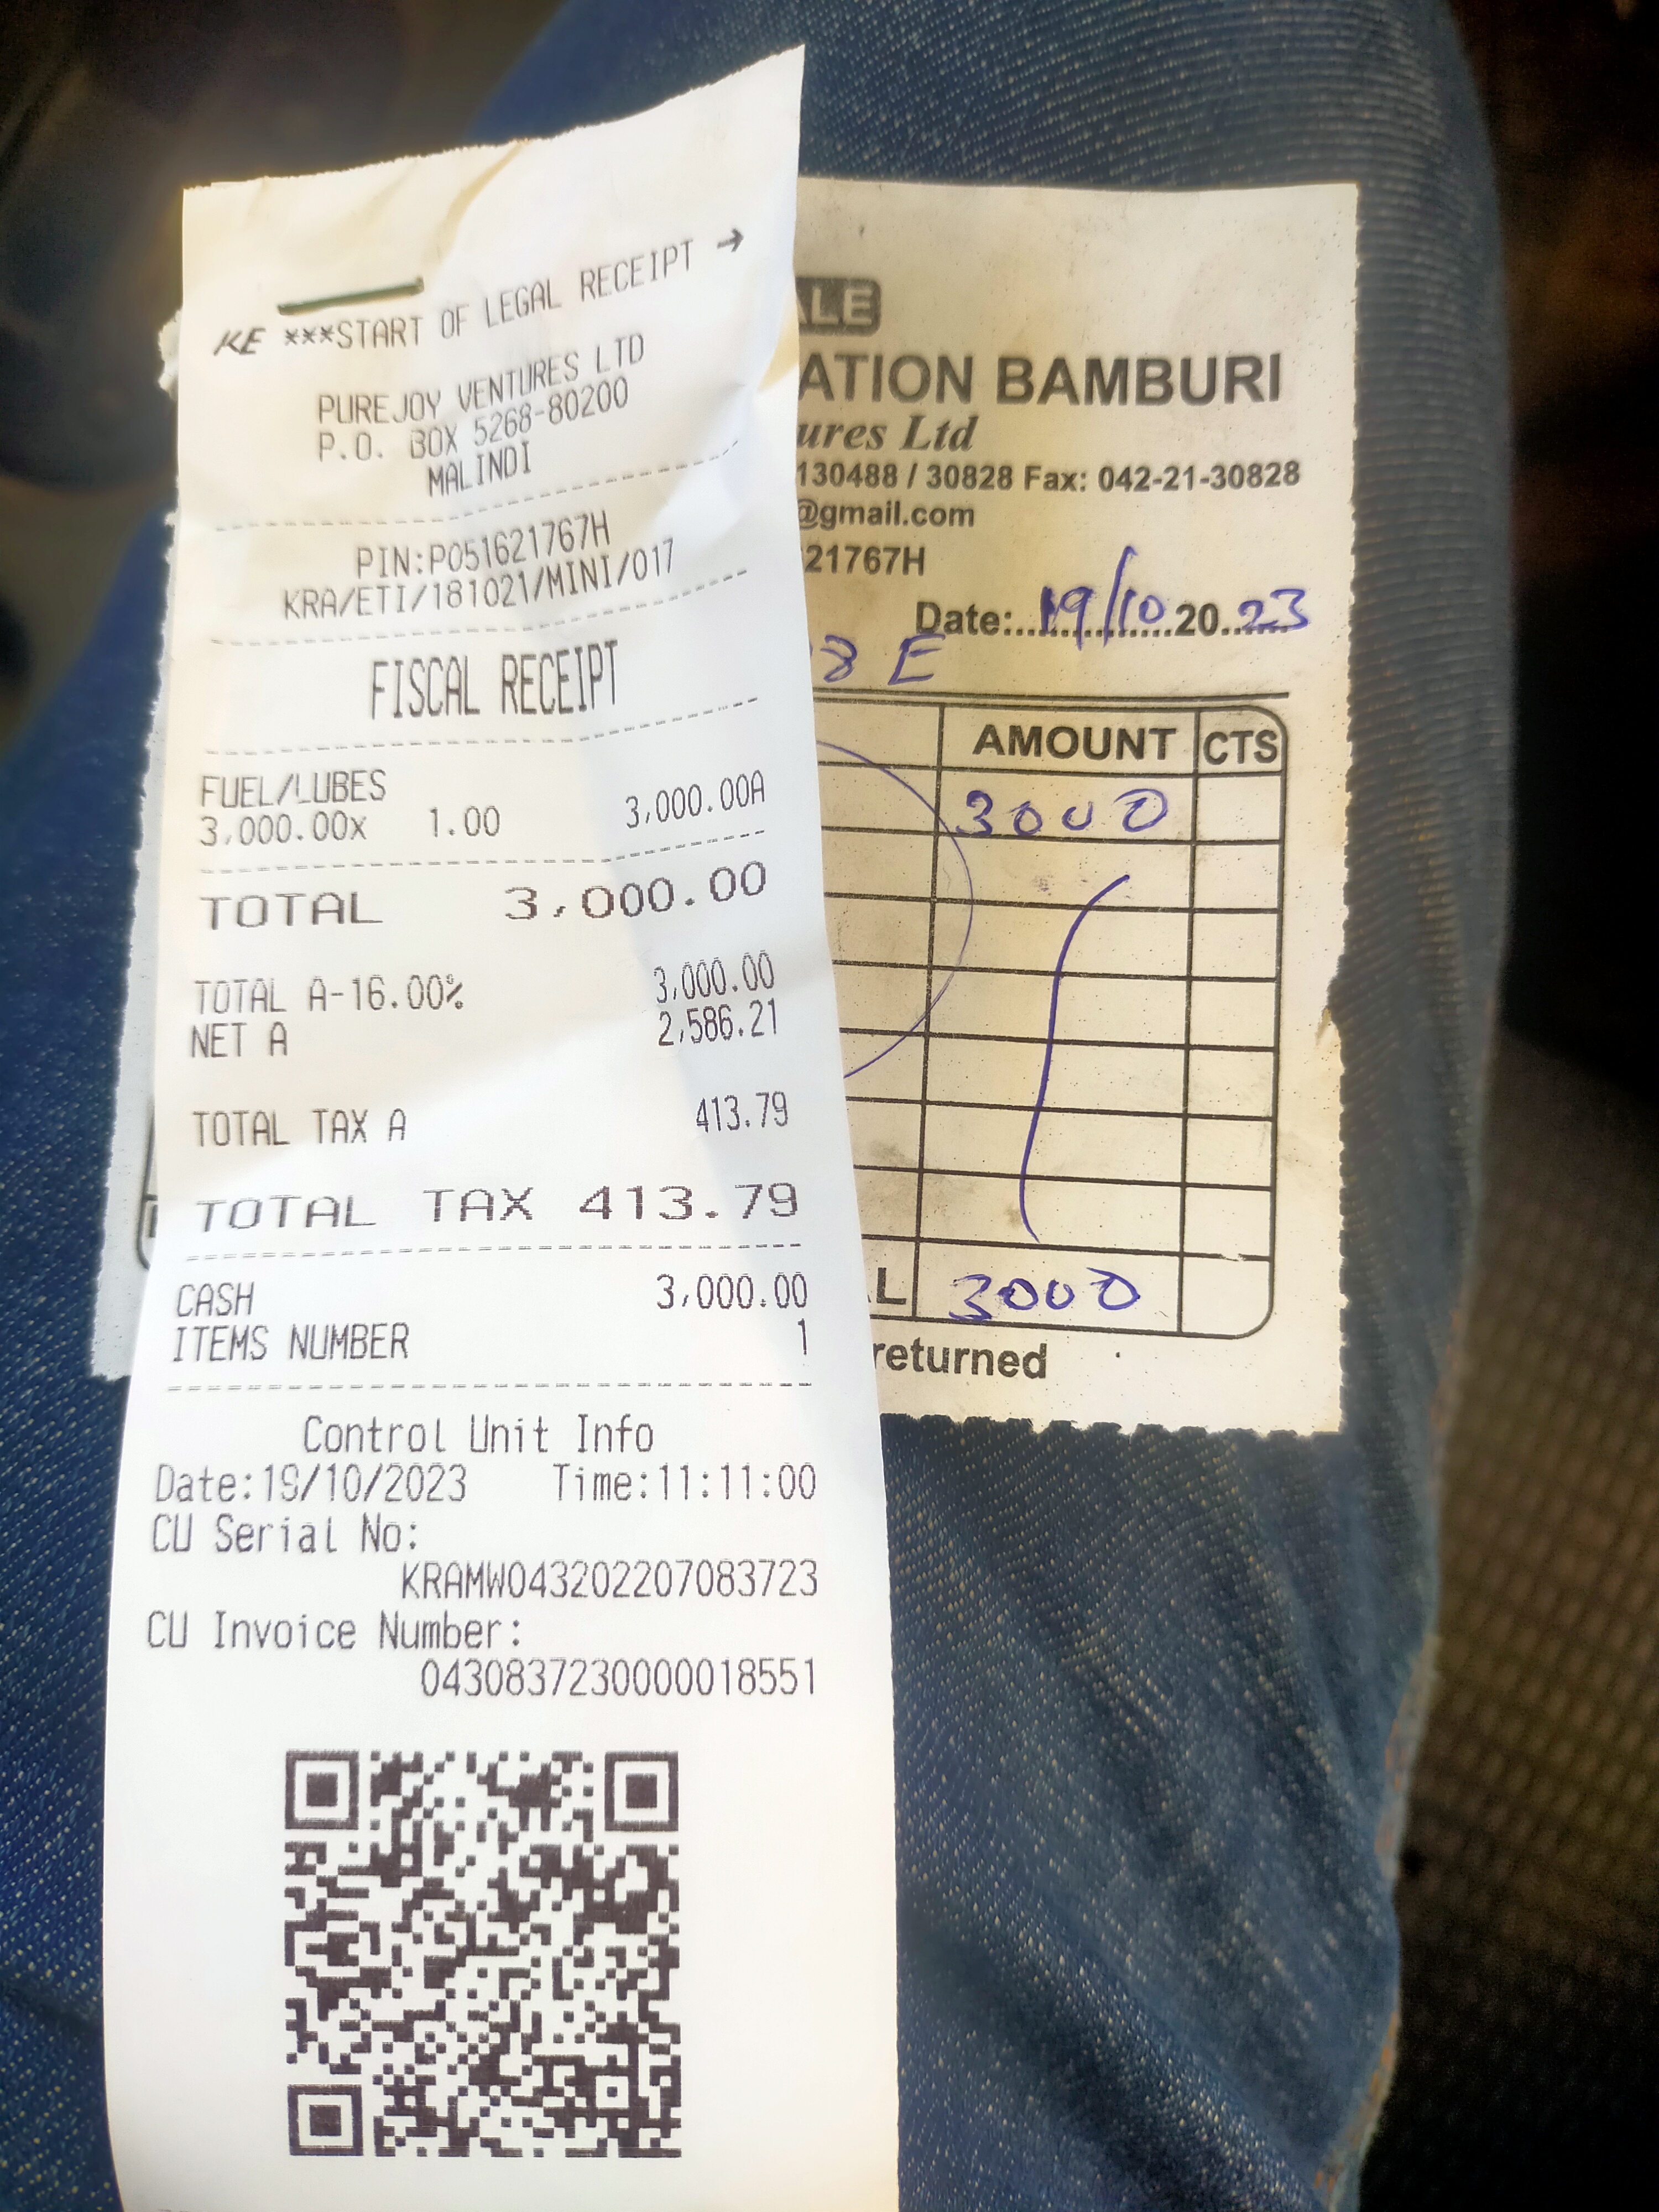 KE ***START OF LEGAL RECEIPT →
PUREJOY VENTURES LTD
P.O. BOX 5268-80200
MALINDI
PIN:P051621767H
KRA/ETI/181021/MINI/017
FISCAL RECEIPT
FUEL/LUBES
3,000.00x 1.00 3,000.00A
TOTAL 3,000.00
TOTAL A-16.00% 3,000.00
NET A 2,586.21
TOTAL TAX A 413.79
TOTAL TAX 413.79
CASH 3,000.00
ITEMS NUMBER 1
Control Unit Info
Date:19/10/2023 Time:11:11:00
CU Serial No:
KRAMW043202207083723
CU Invoice Number:
0430837230000018551
ALE
ATION BAMBURI
ures Ltd
130488 / 30828 Fax: 042-21-30828
@gmail.com
21767H
Date: 19/10 20 23
8 E
AMOUNT CTS
3000
L 3000
returned